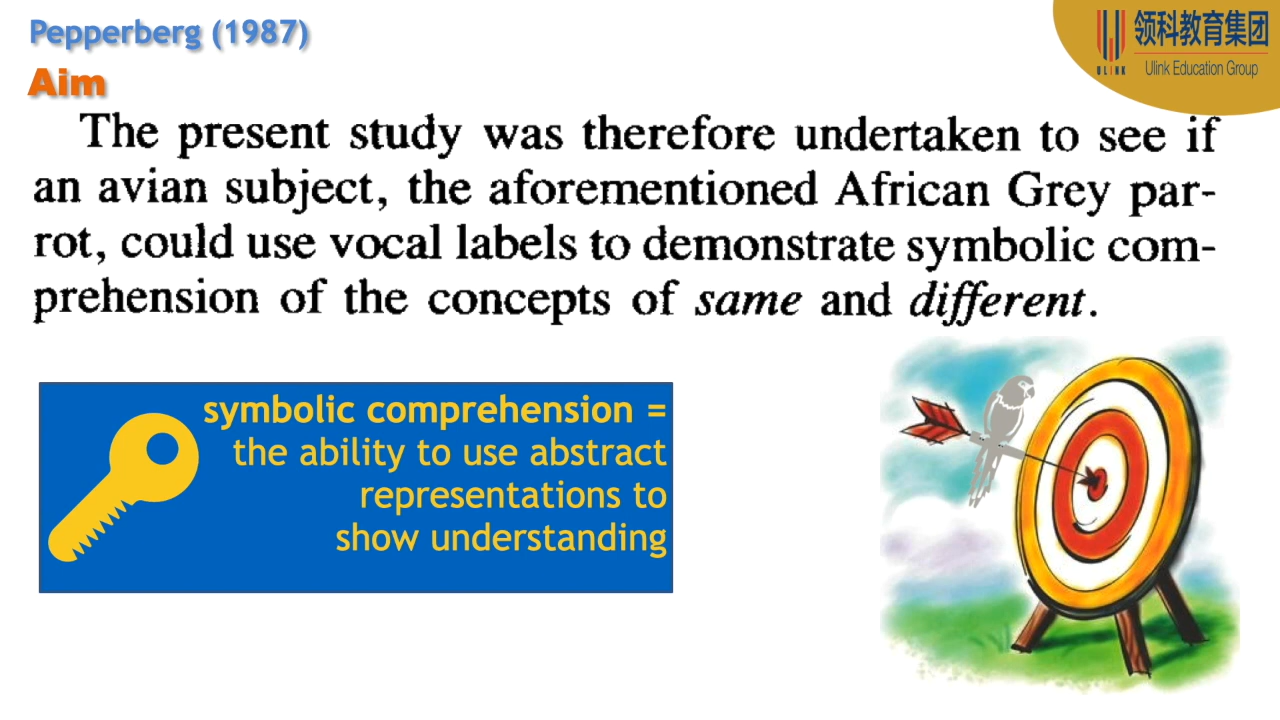 Pepperberg (1987)
领科教育集团
ULINK
Ulink Education Group
Aim
The present study was therefore undertaken to see if
an avian subject, the aforementioned African Grey par-
rot, could use vocal labels to demonstrate symbolic com-
prehension of the concepts of same and different.
symbolic comprehension =
the ability to use abstract
representations to
show understanding